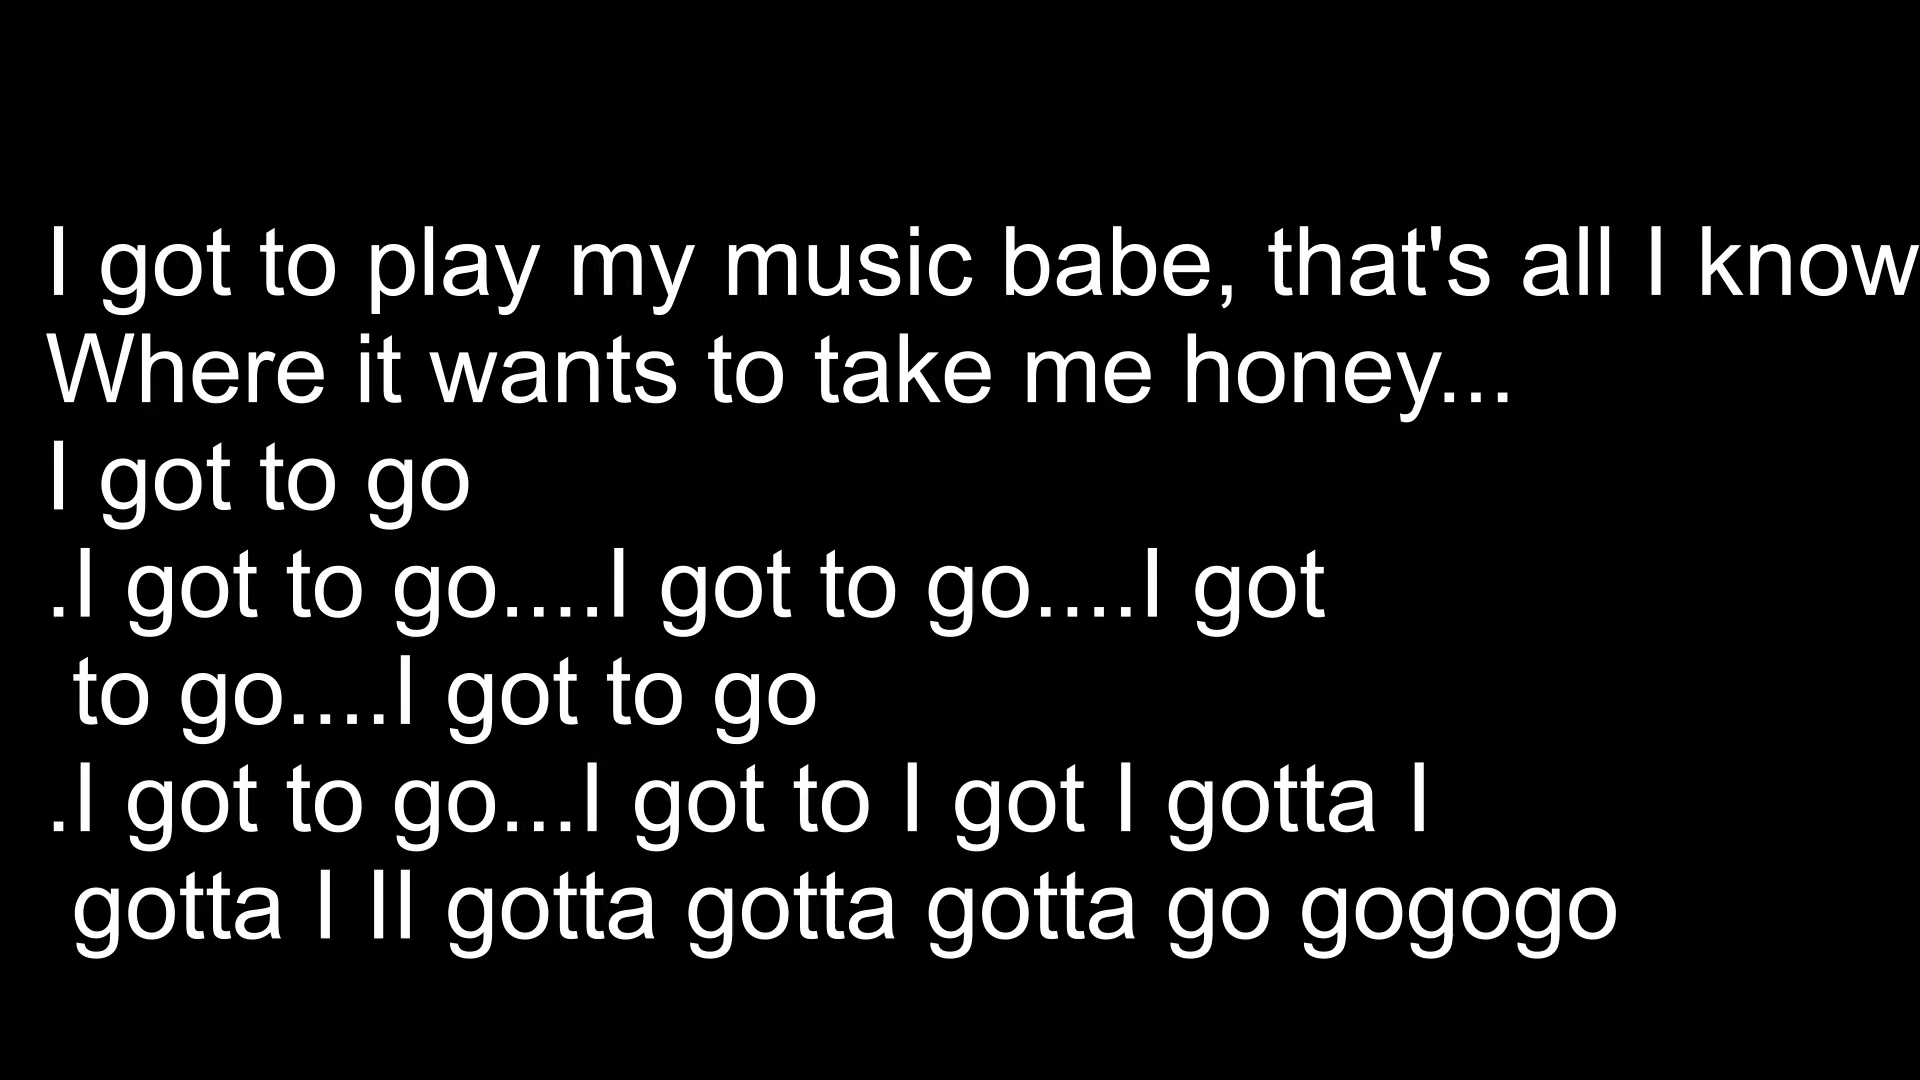 I got to play my music babe, that's all I know
Where it wants to take me honey...
I got to go
.I got to go....I got to go....I got
to go....I got to go
.I got to go...I got to I got I gotta I
gotta I II gotta gotta gotta go gogogo